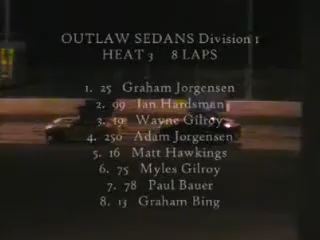 OUTLAW SEDANS Division 1
HEAT 3 8 LAPS
1. 25 Graham Jorgensen
2. 99 Ian Hardsman
3. 19 Wayne Gilroy
4. 256 Adam Jorgensen
5. 16 Matt Hawkings
6. 75 Myles Gilroy
7. 78 Paul Bauer
8. 13 Graham Bing